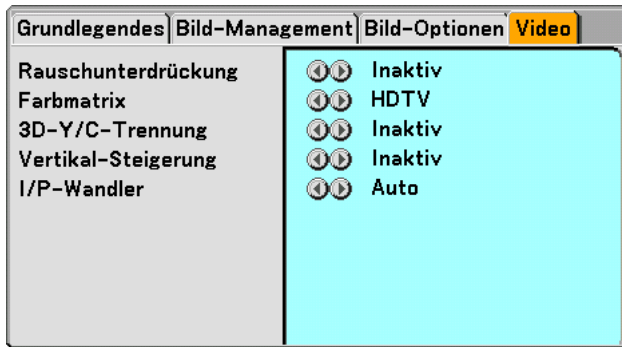 Grundlegendes Bild-Management Bild-Optionen Video
Rauschunterdrückung Inaktiv
Farbmatrix HDTV
3D-Y/C-Trennung Inaktiv
Vertikal-Steigerung Inaktiv
I/P-Wandler Auto